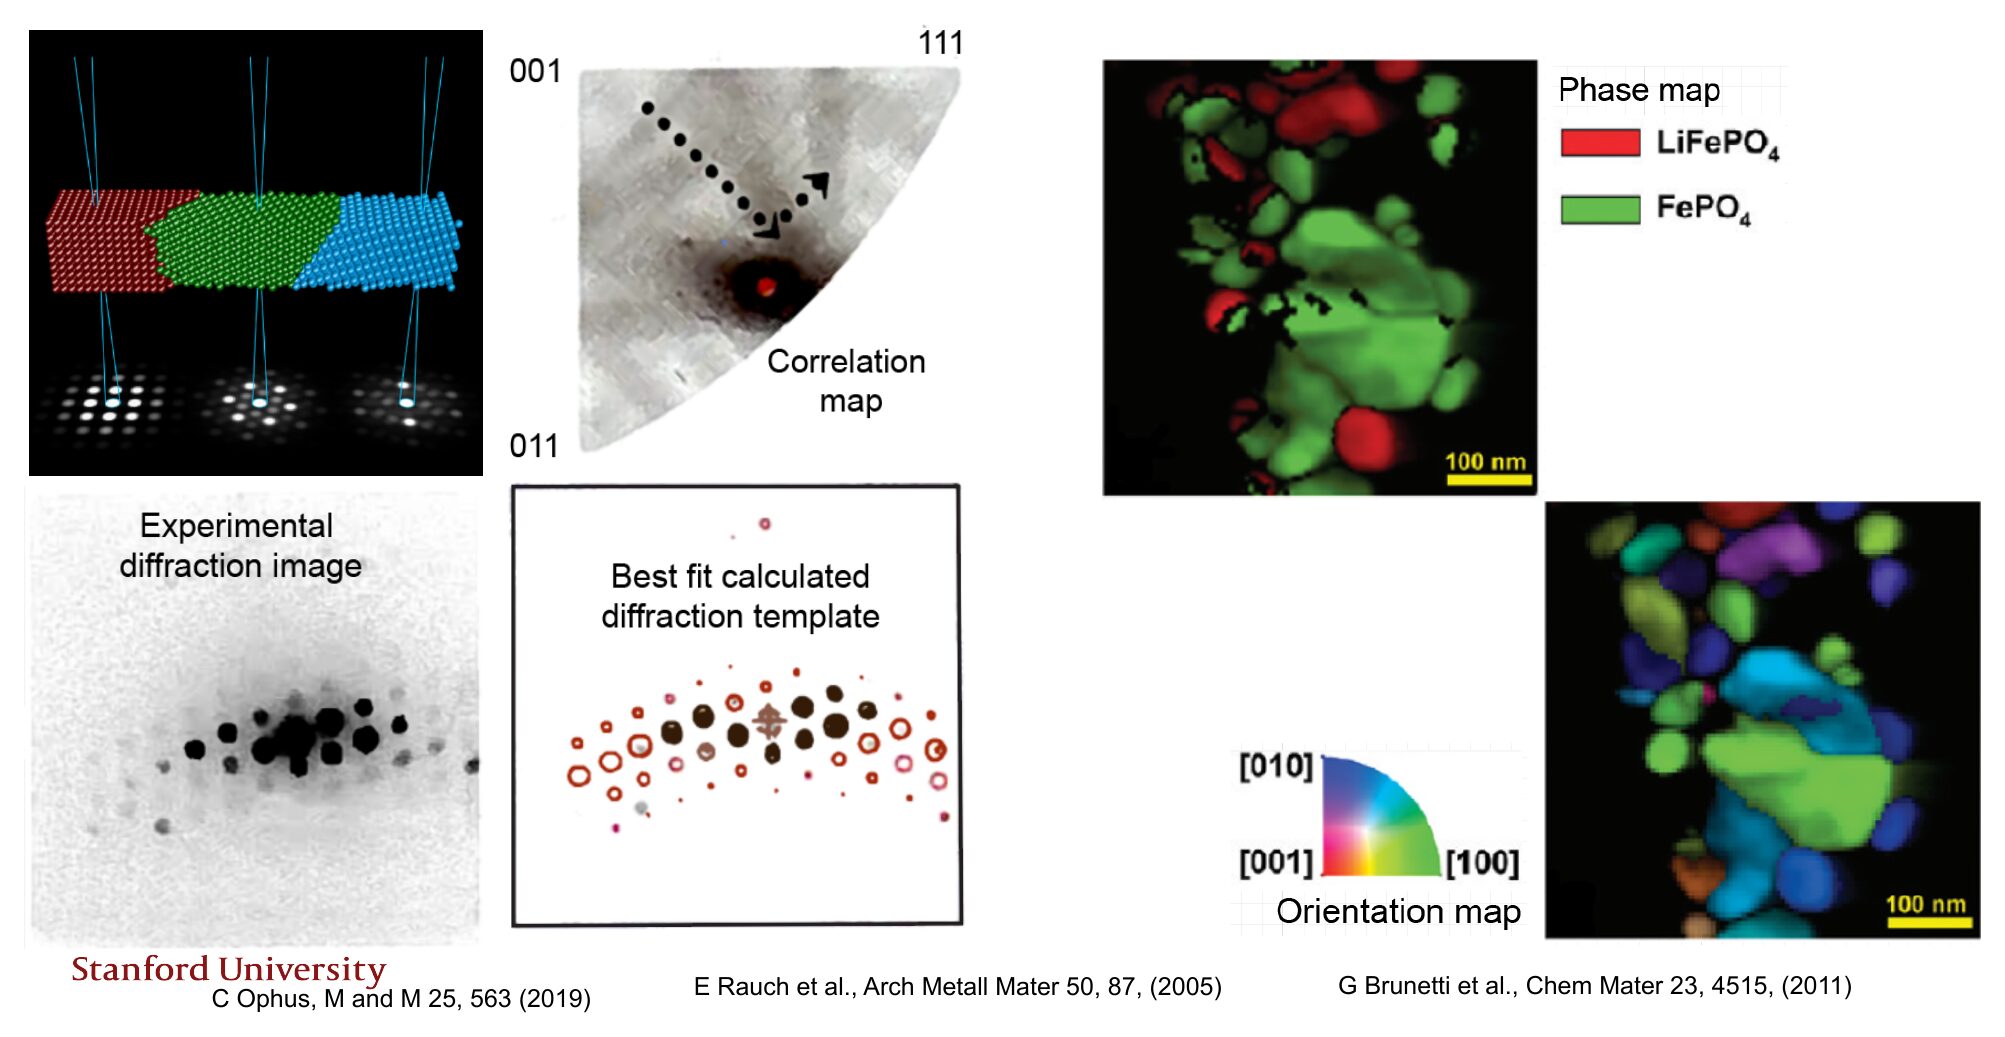 001
111
Correlation
map
011
Experimental
diffraction image
Best fit calculated
diffraction template
Phase map
LiFePO₄
FePO₄
100 nm
[010]
[001]
[100]
Orientation map
100 nm
Stanford University
C Ophus, M and M 25, 563 (2019)
E Rauch et al., Arch Metall Mater 50, 87, (2005)
G Brunetti et al., Chem Mater 23, 4515, (2011)